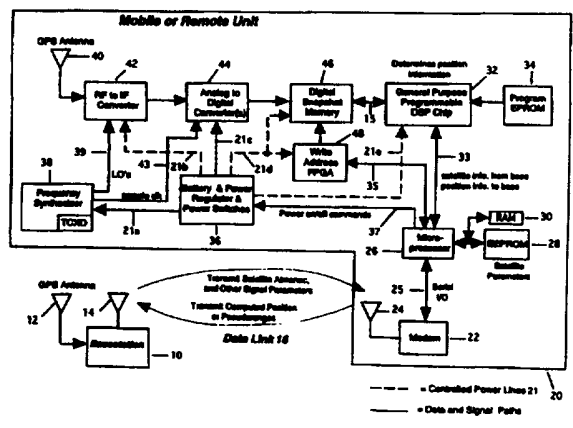 Mobile or Remote Unit
GPS Antenna
40
42
RF to IF
Converter
44
Analog to
Digital
Converter(s)
46
Digital
Snapshot
Memory
Determines position
information
32
General Purpose
Programmable
DSP Chip
34
Program
EPROM
15
48
Write
Address
FPGA
39
LO's
43
sample clk
21b
21c
21d
21e
38
Frequency
Synthesizer
TCXO
21a
Battery & Power
Regulator &
Power Switches
36
33
satellite info. from base
position info. to base
35
Power on/off commands
37
26
Micro-
processor
RAM
30
EEPROM
28
Satellite
Parameters
25
Serial
I/O
24
Modem
22
GPS Antenna
12
14
Basestation
10
Transmit Satellite Almanac,
and Other Signal Parameters
Transmit Computed Position
or Pseudoranges
Data Link 16
20
= Controlled Power Lines 21
= Data and Signal Paths